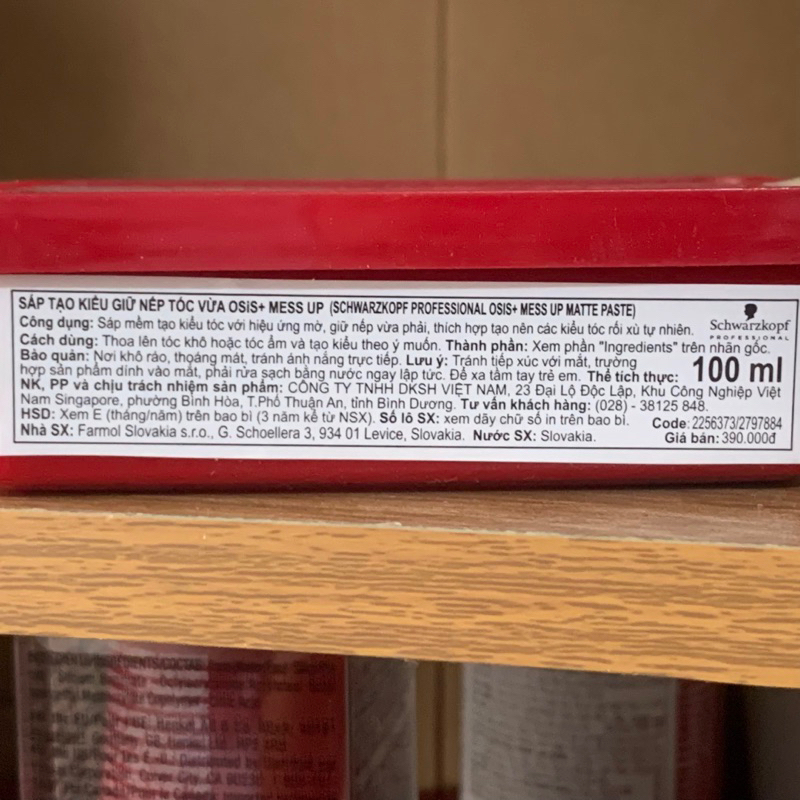 SÁP TẠO KIỂU GIỮ NẾP TÓC VỪA OSiS+ MESS UP (SCHWARZKOPF PROFESSIONAL OSIS+ MESS UP MATTE PASTE)
Công dụng: Sáp mềm tạo kiểu tóc với hiệu ứng mờ, giữ nếp vừa phải, thích hợp tạo nên các kiểu tóc rối xù tự nhiên.
Schwarzkopf
PROFESSIONAL
Cách dùng: Thoa lên tóc khô hoặc tóc ẩm và tạo kiểu theo ý muốn. Thành phần: Xem phần "Ingredients" trên nhãn gốc.
Bảo quản: Nơi khô ráo, thoáng mát, tránh ánh nắng trực tiếp. Lưu ý: Tránh tiếp xúc với mắt, trường
hợp sản phẩm dính vào mắt, phải rửa sạch bằng nước ngay lập tức. Để xa tầm tay trẻ em. Thể tích thực: 100 ml
NK, PP và chịu trách nhiệm sản phẩm: CÔNG TY TNHH DKSH VIỆT NAM, 23 Đại Lộ Độc Lập, Khu Công Nghiệp Việt
Nam Singapore, phường Bình Hòa, T.Phố Thuận An, tỉnh Bình Dương. Tư vấn khách hàng: (028) - 38125 848.
HSD: Xem E (tháng/năm) trên bao bì (3 năm kể từ NSX). Số lô SX: xem dãy chữ số in trên bao bì. Code: 2256373/2797884
Nhà SX: Farmol Slovakia s.r.o., G. Schoellera 3, 934 01 Levice, Slovakia. Nước SX: Slovakia. Giá bán: 390.000đ